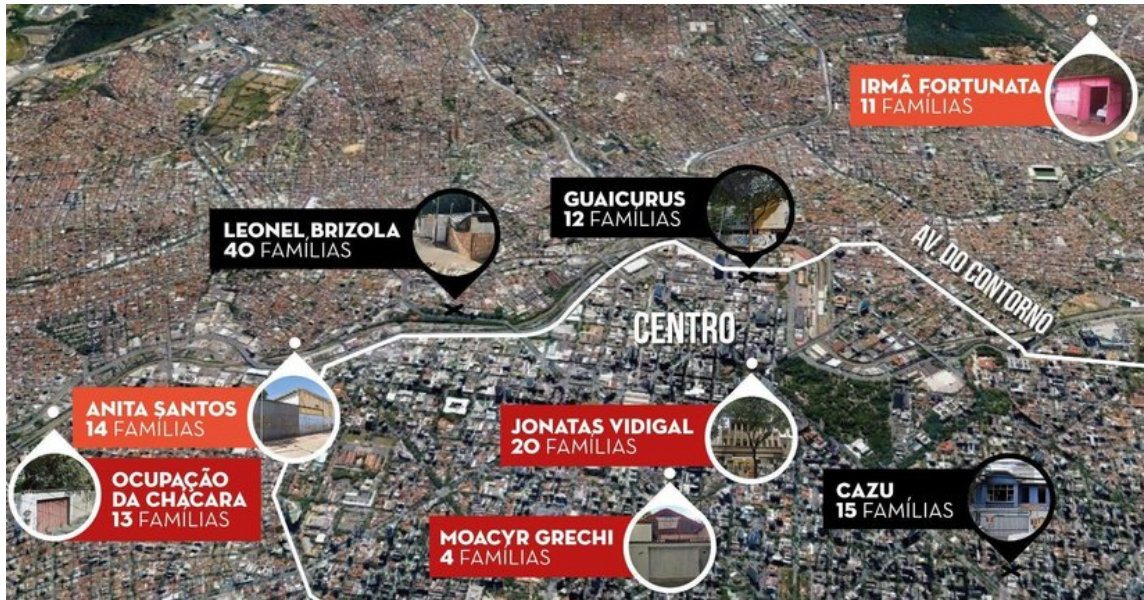 IRMÃ FORTUNATA
11 FAMÍLIAS
GUAICURUS
12 FAMÍLIAS
LEONEL BRIZOLA
40 FAMÍLIAS
AV. DO CONTORNO
CENTRO
ANITA SANTOS
14 FAMÍLIAS
JONATAS VIDIGAL
20 FAMÍLIAS
OCUPAÇÃO
DA CHÁCARA
13 FAMÍLIAS
CAZU
15 FAMÍLIAS
MOACYR GRECHI
4 FAMÍLIAS